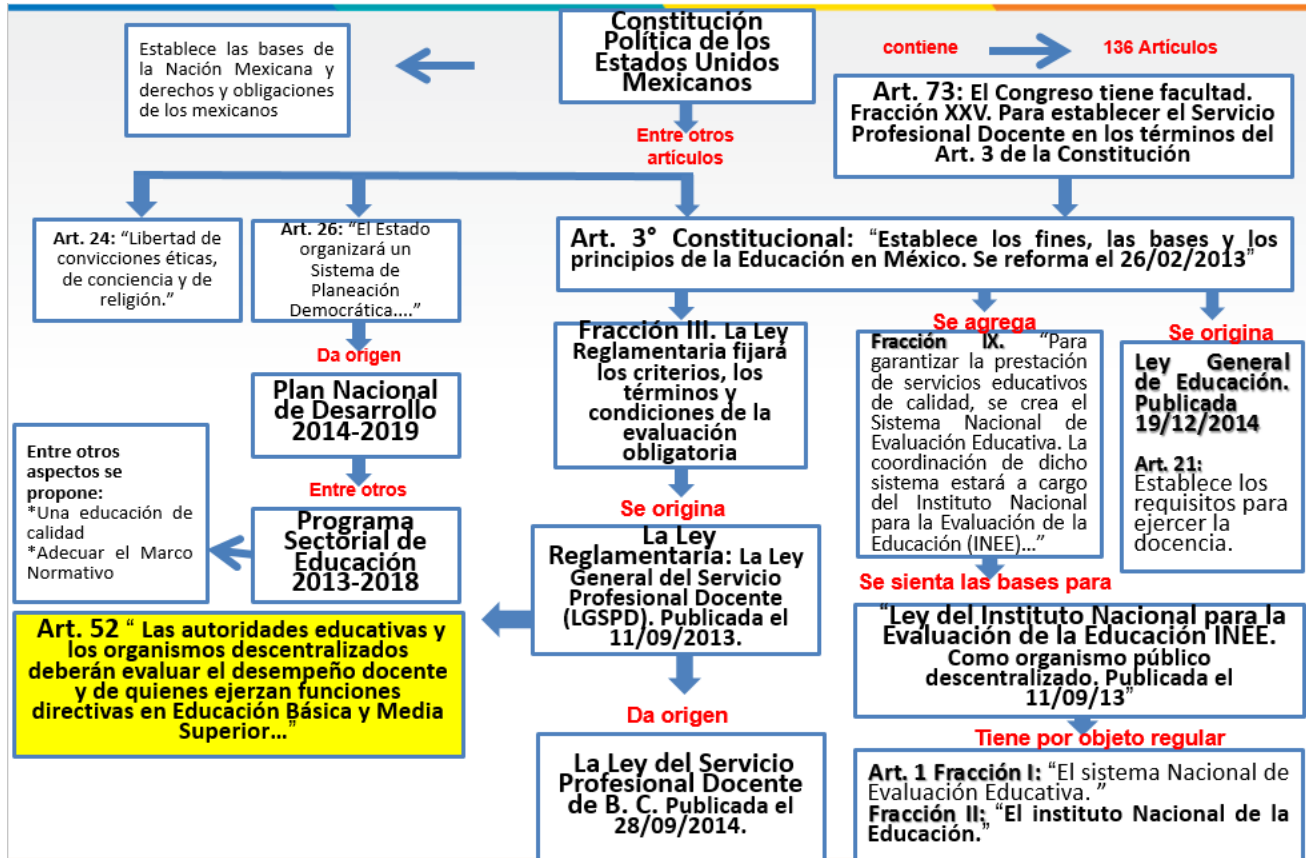 Constitución
Política de los
Estados Unidos
Mexicanos
Establece las bases de
la Nación Mexicana y
derechos y obligaciones
de los mexicanos
contiene
136 Artículos
Art. 73: El Congreso tiene facultad.
Fracción XXV. Para establecer el Servicio
Profesional Docente en los términos del
Art. 3 de la Constitución
Entre otros
artículos
Art. 24: “Libertad de
convicciones éticas,
de conciencia y de
religión.”
Art. 26: “El Estado
organizará un
Sistema de
Planeación
Democrática....”
Art. 3° Constitucional: “Establece los fines, las bases y los
principios de la Educación en México. Se reforma el 26/02/2013”
Da origen
Plan Nacional
de Desarrollo
2014-2019
Entre otros
Programa
Sectorial de
Educación
2013-2018
Entre otros
aspectos se
propone:
*Una educación de
calidad
*Adecuar el Marco
Normativo
Fracción III. La Ley
Reglamentaria fijará
los criterios, los
términos y
condiciones de la
evaluación
obligatoria
Se origina
La Ley
Reglamentaria: La Ley
General del Servicio
Profesional Docente
(LGSPD). Publicada el
11/09/2013.
Art. 52 “ Las autoridades educativas y
los organismos descentralizados
deberán evaluar el desempeño docente
y de quienes ejerzan funciones
directivas en Educación Básica y Media
Superior…”
Da origen
La Ley del Servicio
Profesional Docente
de B. C. Publicada el
28/09/2014.
Se agrega
Fracción IX. “Para
garantizar la prestación
de servicios educativos
de calidad, se crea el
Sistema Nacional de
Evaluación Educativa. La
coordinación de dicho
sistema estará a cargo
del Instituto Nacional
para la Evaluación de la
Educación (INEE)…”
Se origina
Ley General
de Educación.
Publicada
19/12/2014
Art. 21:
Establece los
requisitos para
ejercer la
docencia.
Se sienta las bases para
“Ley del Instituto Nacional para la
Evaluación de la Educación INEE.
Como organismo público
descentralizado. Publicada el
11/09/13”
Tiene por objeto regular
Art. 1 Fracción I: “El sistema Nacional de
Evaluación Educativa. ”
Fracción II: “El instituto Nacional de la
Educación.”